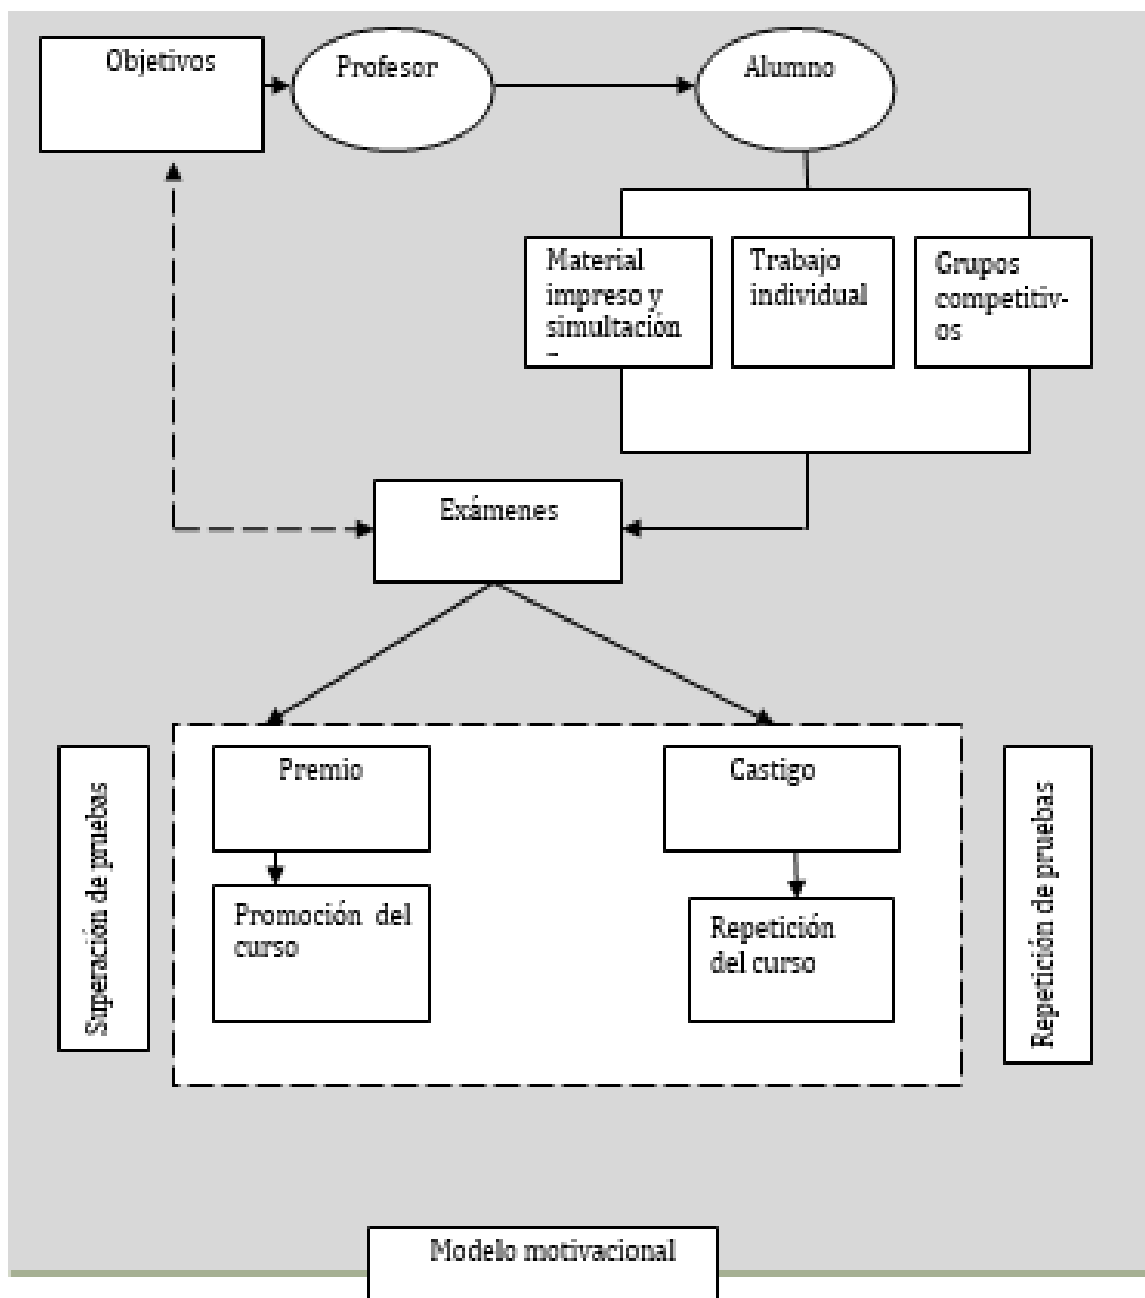 Objetivos
Profesor
Alumno
Material
impreso y
simultación
–
Trabajo
individual
Grupos
competitiv-
os
Exámenes
Premio
Castigo
Superación de pruebas
Promoción del
curso
Repetición
del curso
Repetición de pruebas
Modelo motivacional